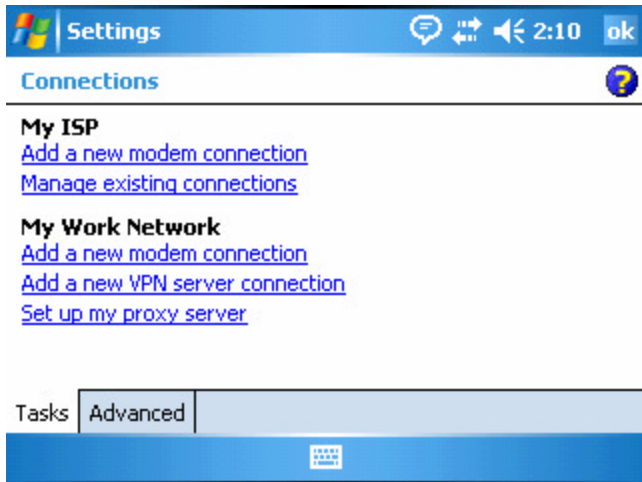 Settings 2:10 ok
Connections
My ISP
Add a new modem connection
Manage existing connections
My Work Network
Add a new modem connection
Add a new VPN server connection
Set up my proxy server
Tasks Advanced